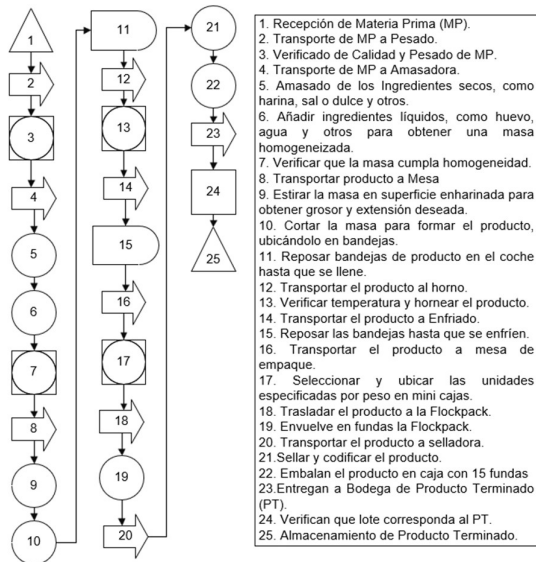 1
2
3
4
5
6
7
8
9
10
11
12
13
14
15
16
17
18
19
20
21
22
23
24
25
1. Recepción de Materia Prima (MP).
2. Transporte de MP a Pesado.
3. Verificado de Calidad y Pesado de MP.
4. Transporte de MP a Amasadora.
5. Amasado de los Ingredientes secos, como
harina, sal o dulce y otros.
6. Añadir ingredientes líquidos, como huevo,
agua y otros para obtener una masa
homogeneizada.
7. Verificar que la masa cumpla homogeneidad.
8. Transportar producto a Mesa
9. Estirar la masa en superficie enharinada para
obtener grosor y extensión deseada.
10. Cortar la masa para formar el producto,
ubicándolo en bandejas.
11. Reposar bandejas de producto en el coche
hasta que se llene.
12. Transportar el producto al horno.
13. Verificar temperatura y hornear el producto.
14. Transportar el producto a Enfriado.
15. Reposar las bandejas hasta que se enfríen.
16. Transportar el producto a mesa de
empaque.
17. Seleccionar y ubicar las unidades
especificadas por peso en mini cajas.
18. Trasladar el producto a la Flockpack.
19. Envuelve en fundas la Flockpack.
20. Transportar el producto a selladora.
21.Sellar y codificar el producto.
22. Embalan el producto en caja con 15 fundas
23.Entregan a Bodega de Producto Terminado
(PT).
24. Verifican que lote corresponda al PT.
25. Almacenamiento de Producto Terminado.